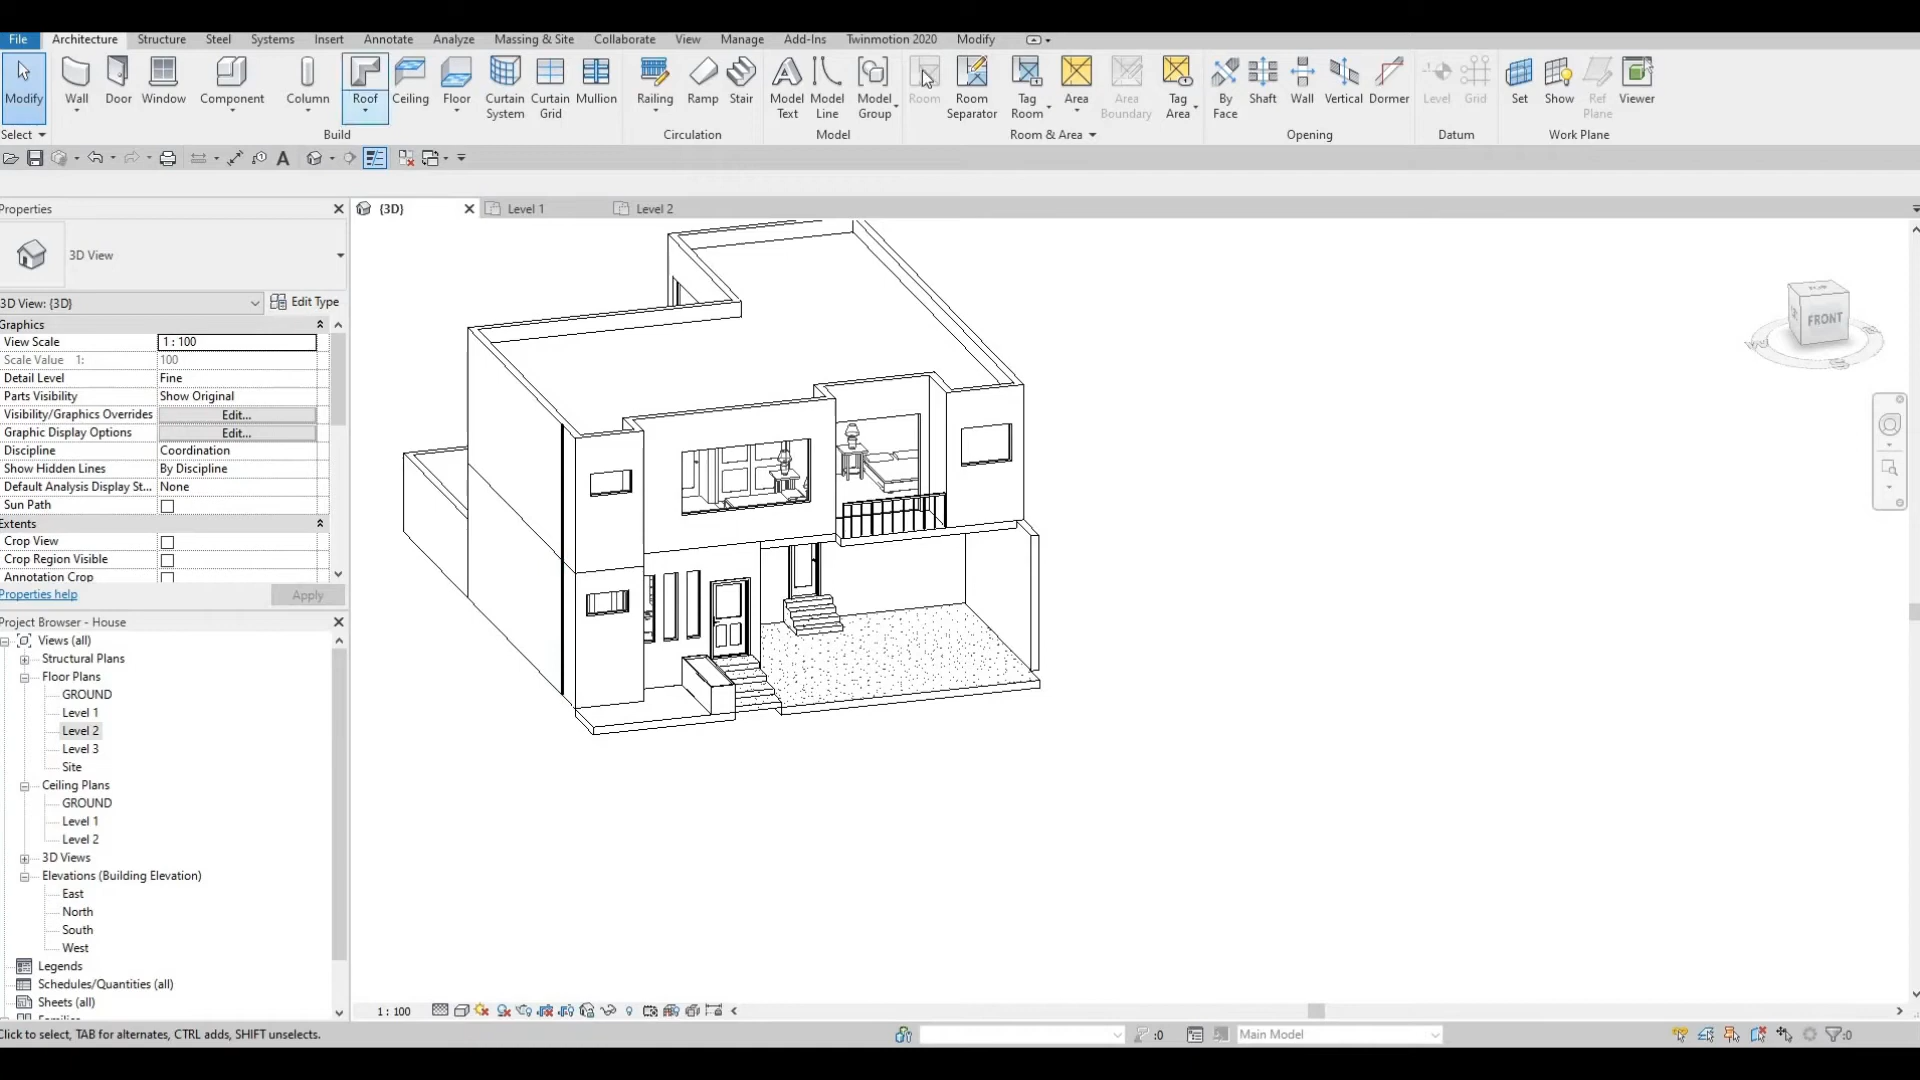 File Architecture Structure Steel Systems Insert Annotate Analyze Massing & Site Collaborate View Manage Add-Ins Twinmotion 2020 Modify
Modify Wall Door Window Component Column Roof Ceiling Floor Curtain System Curtain Grid Mullion Railing Ramp Stair Model Text Model Line Model Group Room Room Separator Tag Room Area Area Boundary Tag Area By Face Shaft Wall Vertical Dormer Level Grid Set Show Ref Plane Viewer
Select Build Circulation Model Room & Area Opening Datum Work Plane
Properties {3D} Level 1 Level 2
3D View
3D View: {3D} Edit Type
Graphics
View Scale 1 : 100
Scale Value 1: 100
Detail Level Fine
Parts Visibility Show Original
Visibility/Graphics Overrides Edit...
Graphic Display Options Edit...
Discipline Coordination
Show Hidden Lines By Discipline
Default Analysis Display St... None
Sun Path
Extents
Crop View
Crop Region Visible
Annotation Crop
Properties help Apply
Project Browser - House
Views (all)
Structural Plans
Floor Plans
GROUND
Level 1
Level 2
Level 3
Site
Ceiling Plans
GROUND
Level 1
Level 2
3D Views
Elevations (Building Elevation)
East
North
South
West
Legends
Schedules/Quantities (all)
Sheets (all)
TOP
FRONT
1 : 100
Click to select, TAB for alternates, CTRL adds, SHIFT unselects. :0 Main Model :0